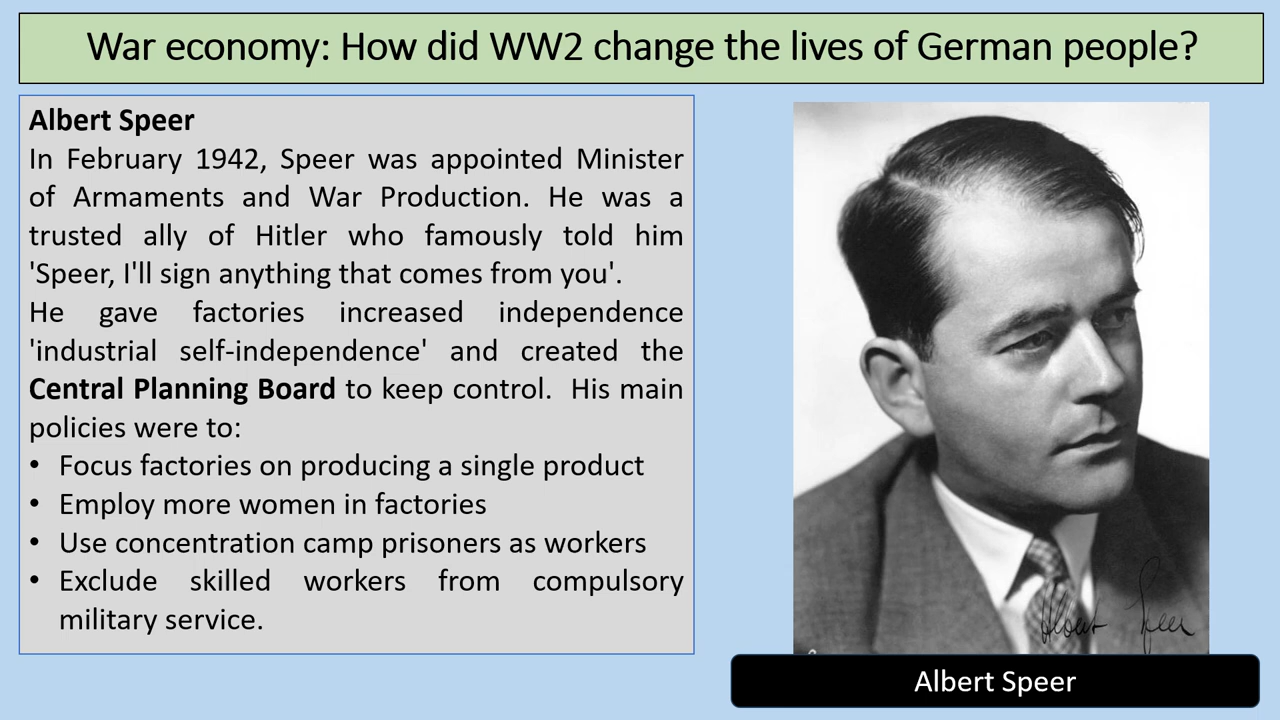 War economy: How did WW2 change the lives of German people?
Albert Speer
In February 1942, Speer was appointed Minister
of Armaments and War Production. He was a
trusted ally of Hitler who famously told him
'Speer, I'll sign anything that comes from you'.
He gave factories increased independence
'industrial self-independence' and created the
Central Planning Board to keep control. His main
policies were to:
• Focus factories on producing a single product
• Employ more women in factories
• Use concentration camp prisoners as workers
• Exclude skilled workers from compulsory
military service.
Albert Speer
Albert Speer